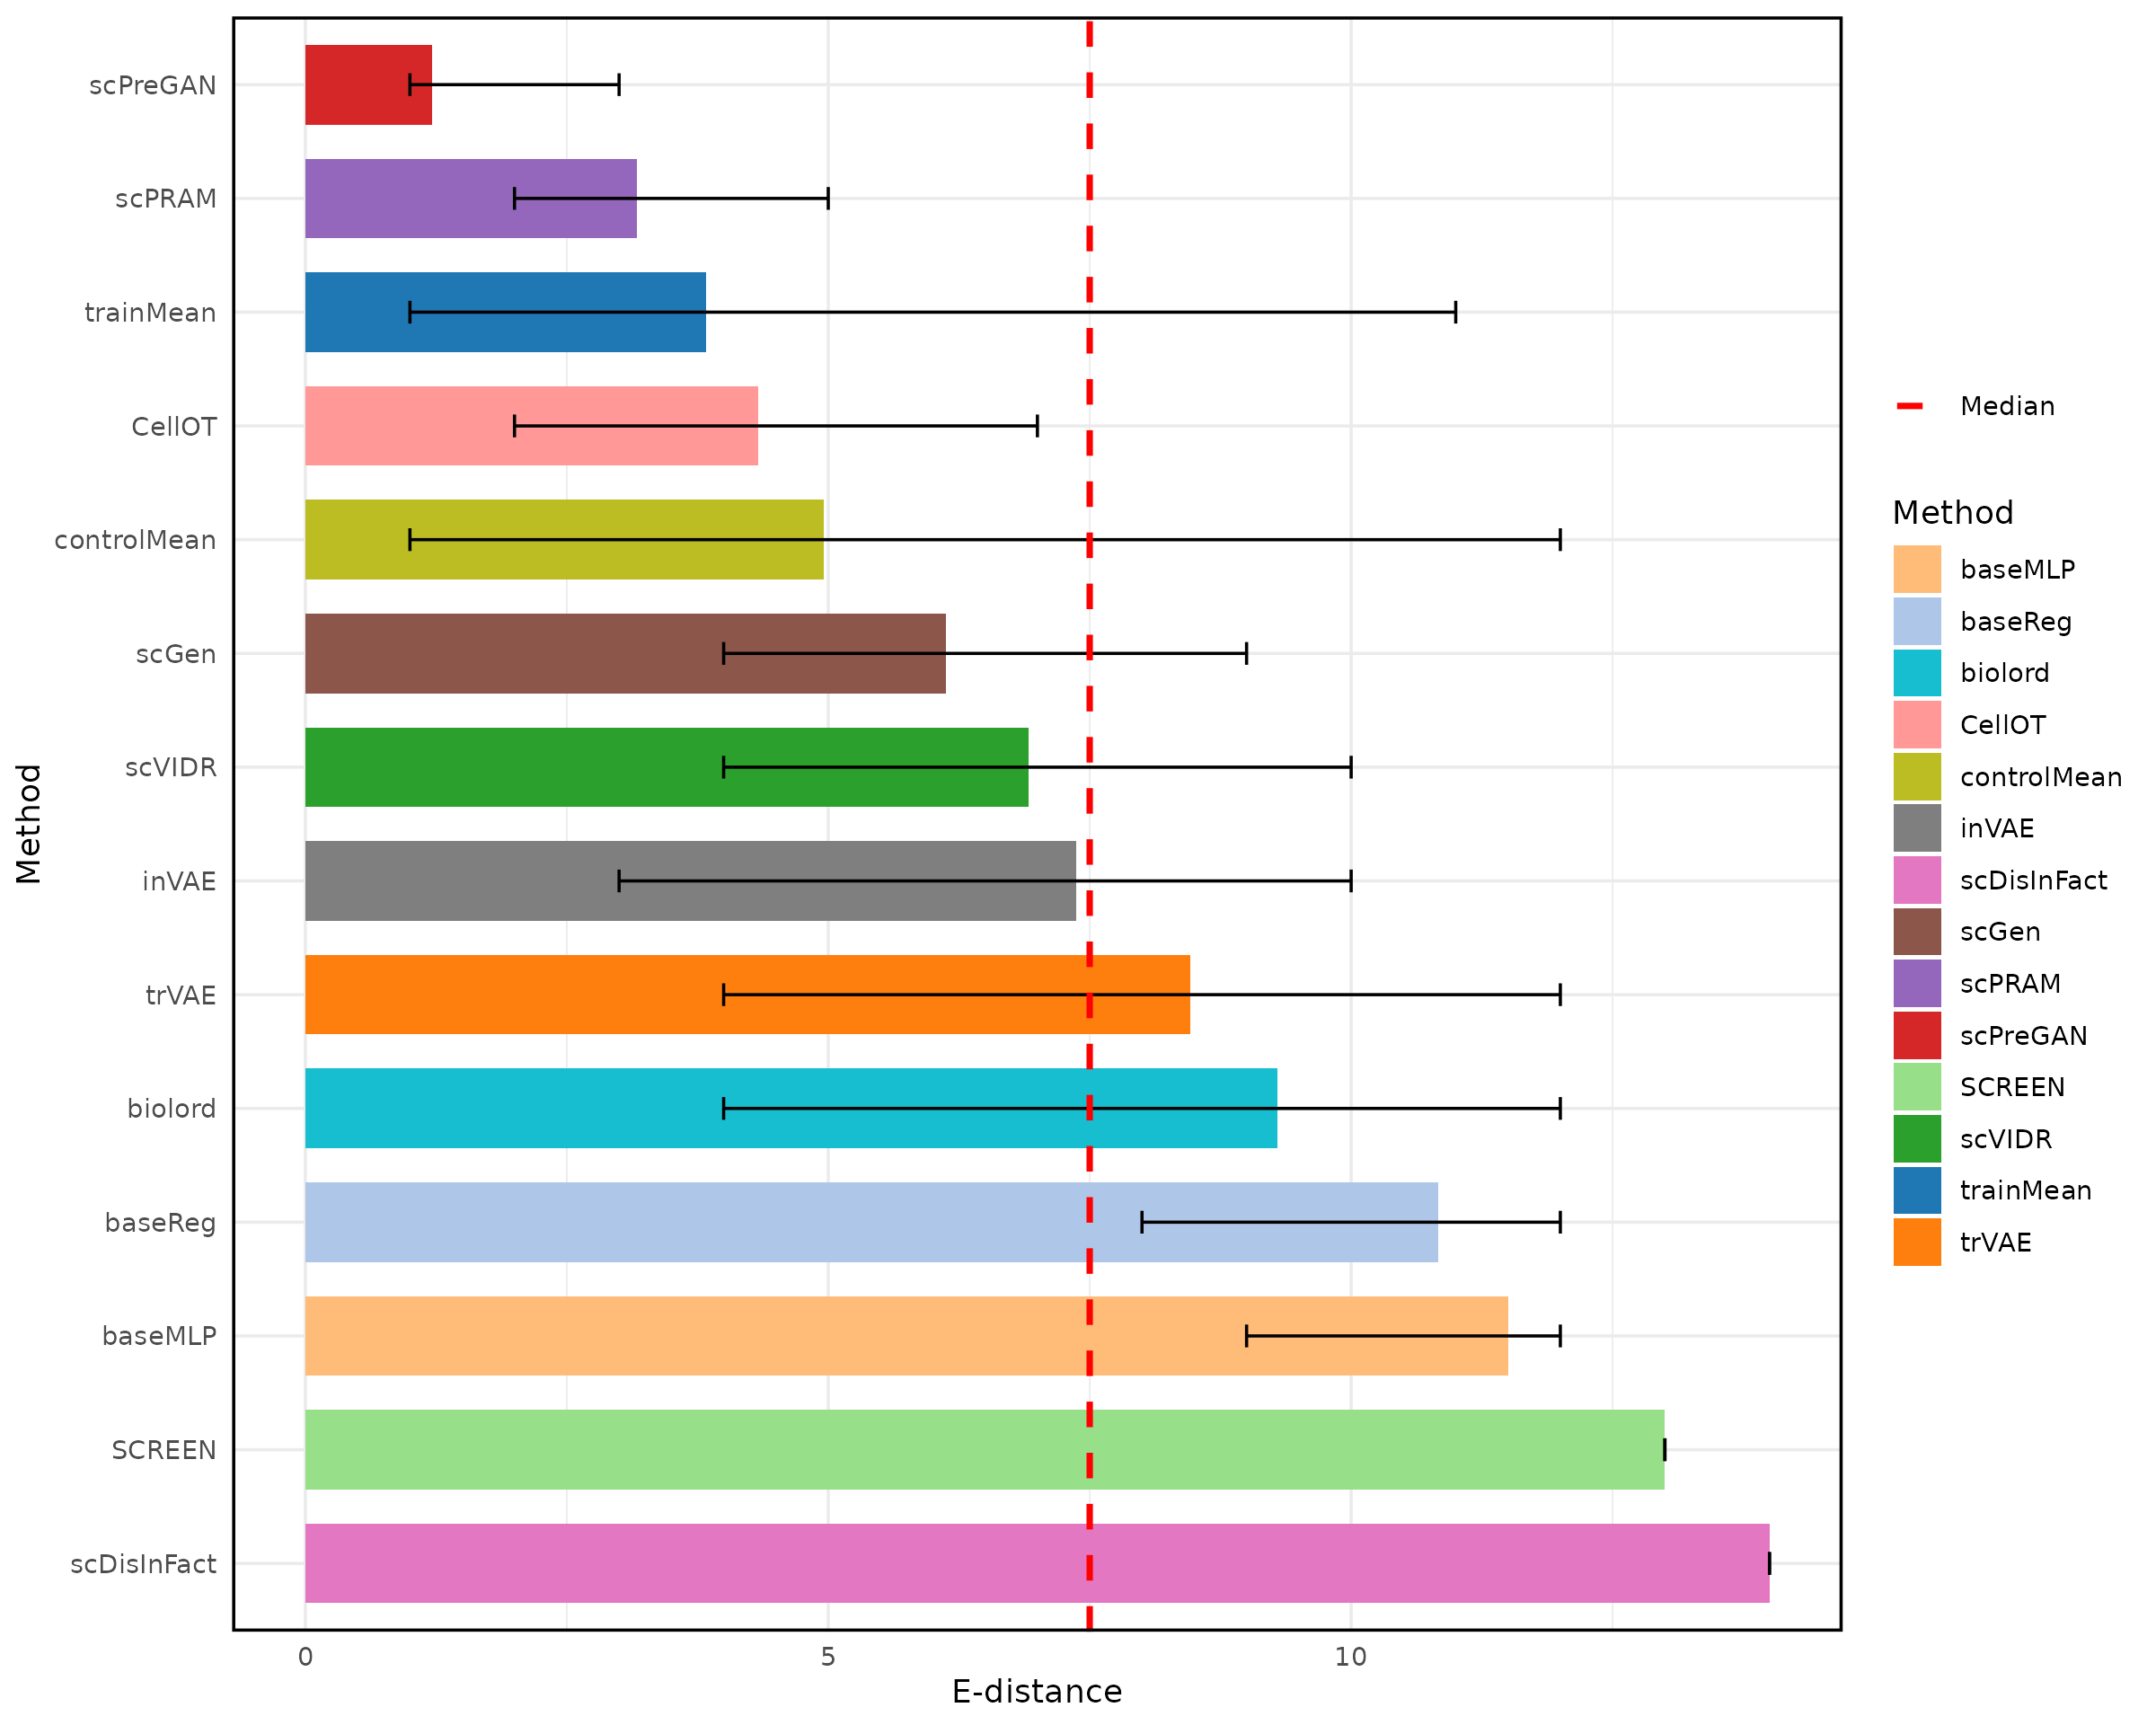 scPreGAN
scPRAM
trainMean
CellOT
controlMean
scGen
scVIDR
inVAE
trVAE
biolord
baseReg
baseMLP
SCREEN
scDisInFact
Method
0 5 10
E-distance
Median
Method
baseMLP
baseReg
biolord
CellOT
controlMean
inVAE
scDisInFact
scGen
scPRAM
scPreGAN
SCREEN
scVIDR
trainMean
trVAE